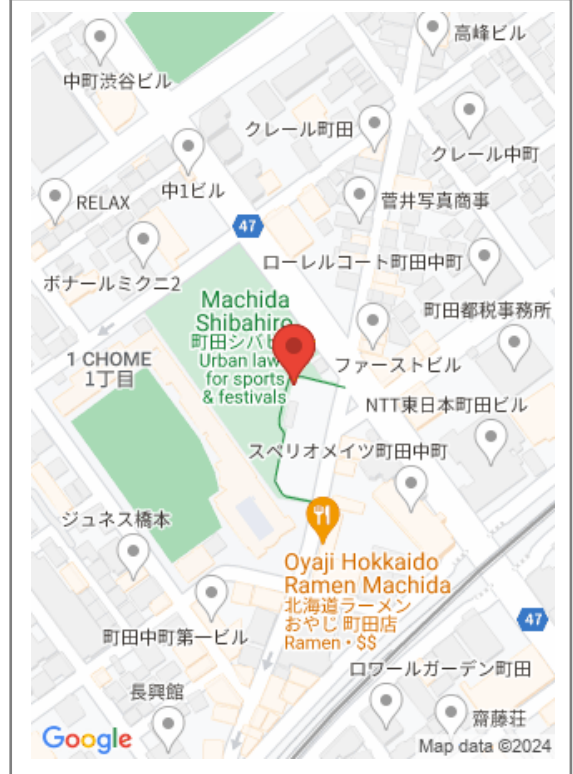 高峰ビル
中町渋谷ビル
クレール町田
クレール中町
中1ビル
RELAX
菅井写真商事
47
ローレルコート町田中町
ボナールミクニ2
Machida
Shibahiro
町田シバヒ
Urban law
for sports
& festivals
町田都税事務所
1 CHOME
1丁目
ファーストビル
NTT東日本町田ビル
スペリオメイツ町田中町
ジュネス橋本
Oyaji Hokkaido
Ramen Machida
北海道ラーメン
おやじ 町田店
Ramen・$$
47
町田中町第一ビル
ロワールガーデン町田
長興館
齋藤荘
Google
Map data ©2024